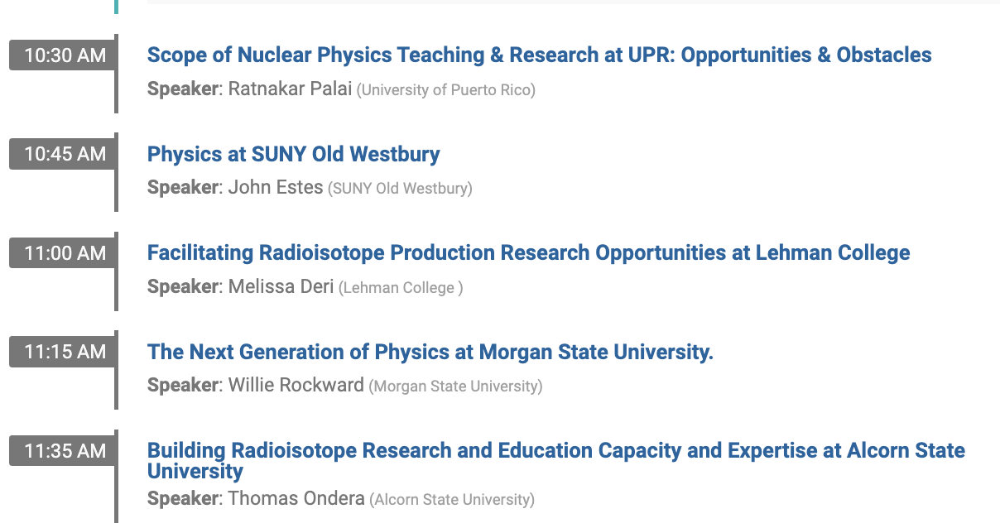 10:30 AM
Scope of Nuclear Physics Teaching & Research at UPR: Opportunities & Obstacles
Speaker: Ratnakar Palai (University of Puerto Rico)
10:45 AM
Physics at SUNY Old Westbury
Speaker: John Estes (SUNY Old Westbury)
11:00 AM
Facilitating Radioisotope Production Research Opportunities at Lehman College
Speaker: Melissa Deri (Lehman College )
11:15 AM
The Next Generation of Physics at Morgan State University.
Speaker: Willie Rockward (Morgan State University)
11:35 AM
Building Radioisotope Research and Education Capacity and Expertise at Alcorn State
University
Speaker: Thomas Ondera (Alcorn State University)